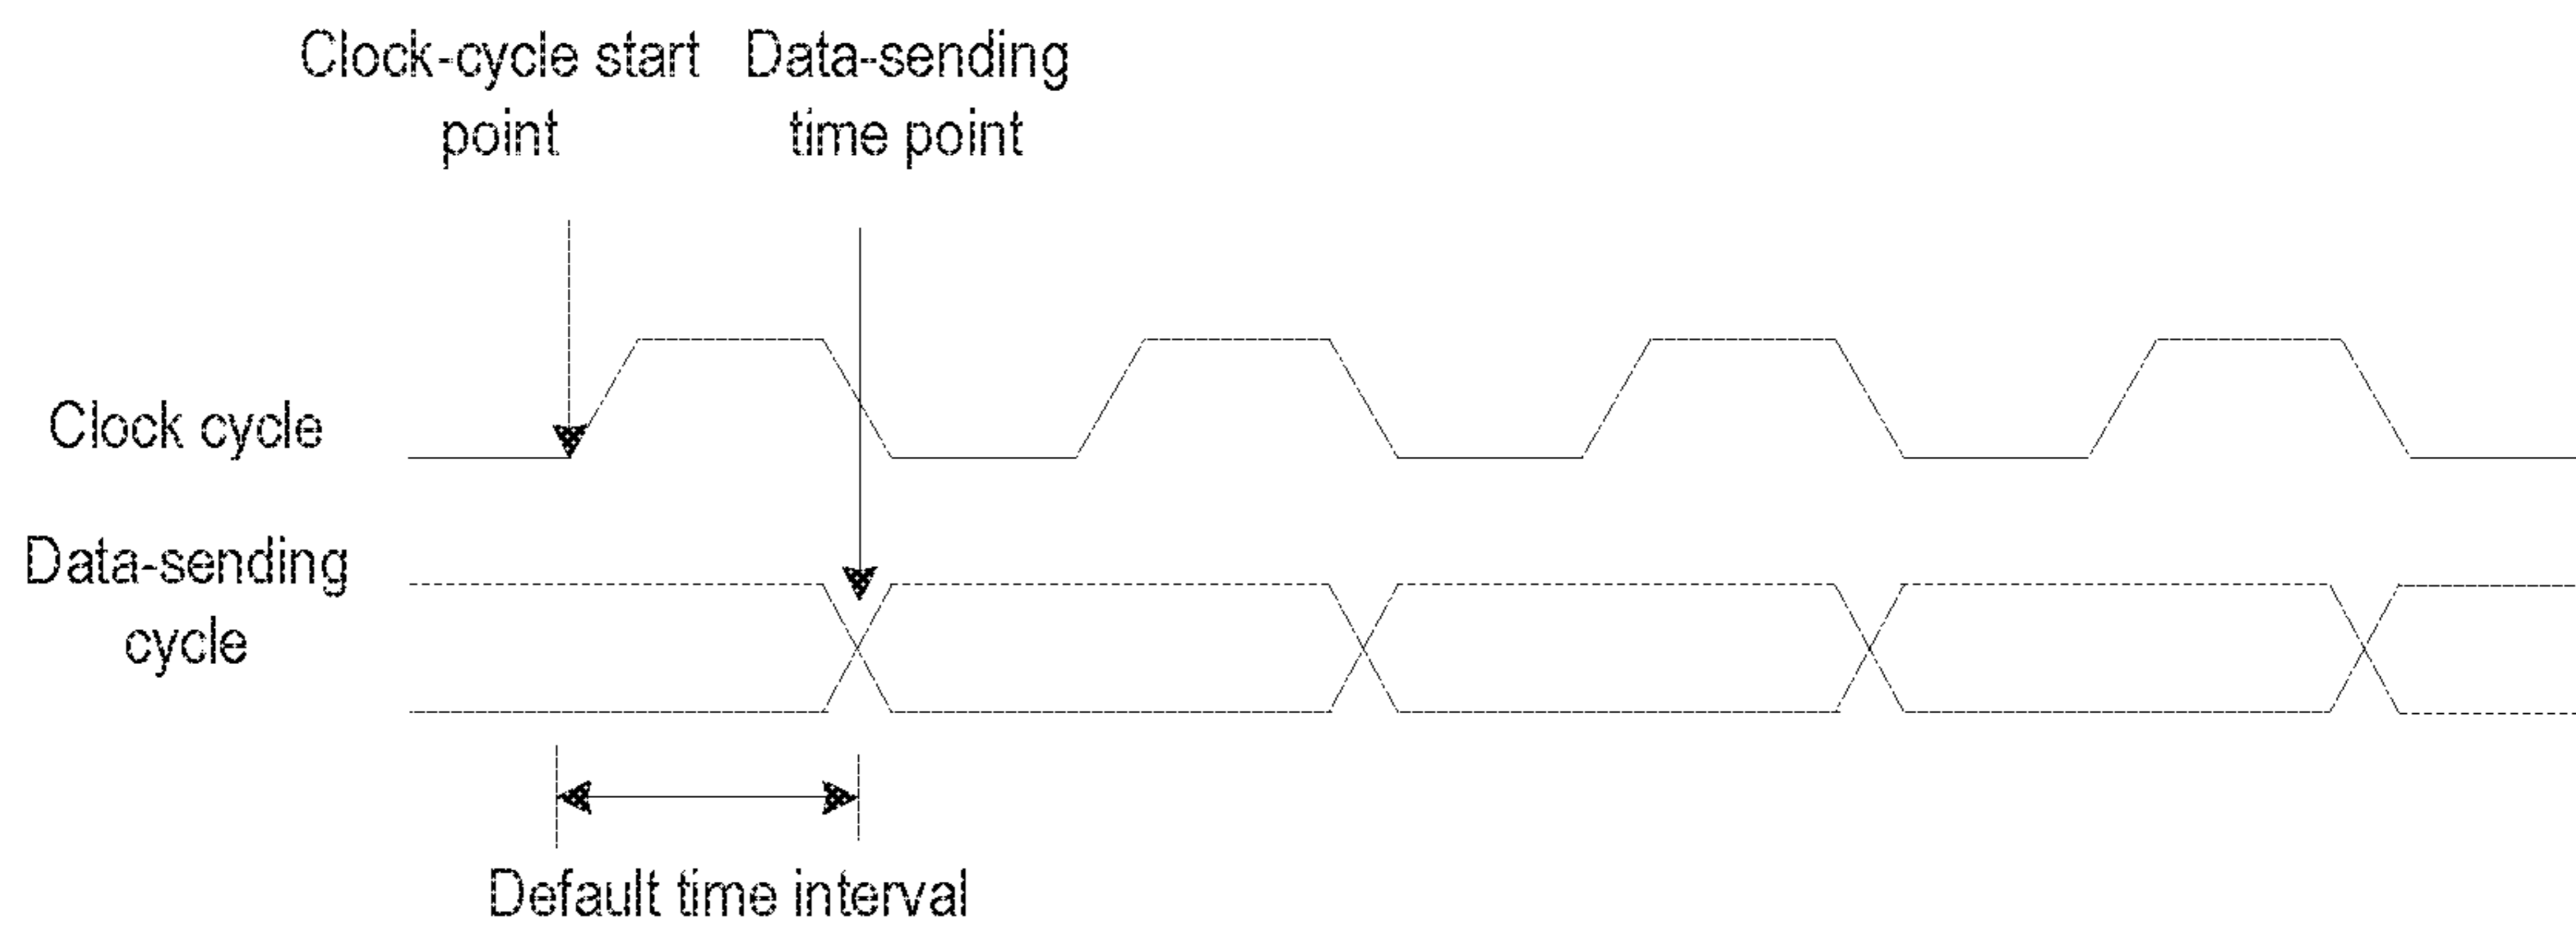 Clock-cycle start
point
Data-sending
time point
Clock cycle
Data-sending
cycle
Default time interval